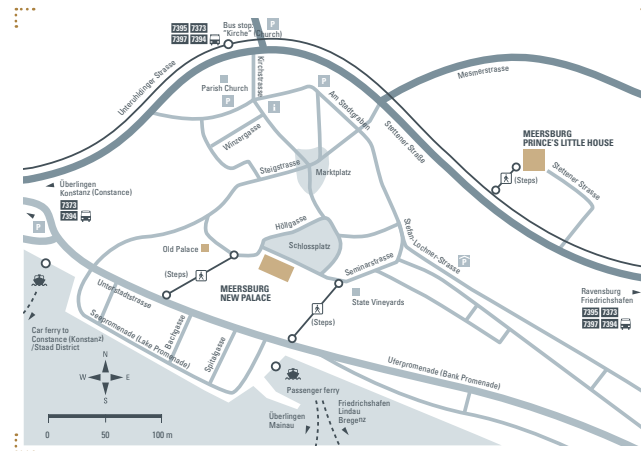 7395 7373
7397 7394
Bus stop:
"Kirche" (Church)
P
Unteruhldinger Strasse
Kirchstrasse
Parish Church
P
i
P
Am Stadtgraben
Mesmerstrasse
Stettener Straße
MEERSBURG
PRINCE'S LITTLE HOUSE
(Steps)
Stettener Strasse
Winzergasse
Steigstrasse
Marktplatz
Überlingen
Konstanz (Constance)
7373
7394
P
Höllgasse
Schlossplatz
Old Palace
(Steps)
MEERSBURG
NEW PALACE
Seminarstrasse
Stefan-Lochner-Strasse
P
State Vineyards
(Steps)
Ravensburg
Friedrichshafen
7395 7373
7397 7394
Unterstadtstrasse
Seepromenade (Lake Promenade)
Bachgasse
Spitalgasse
Uferpromenade (Bank Promenade)
Car ferry to
Constance (Konstanz)
/Staad District
N
W E
S
Passenger ferry
Überlingen
Mainau
Friedrichshafen
Lindau
Bregenz
0 50 100 m